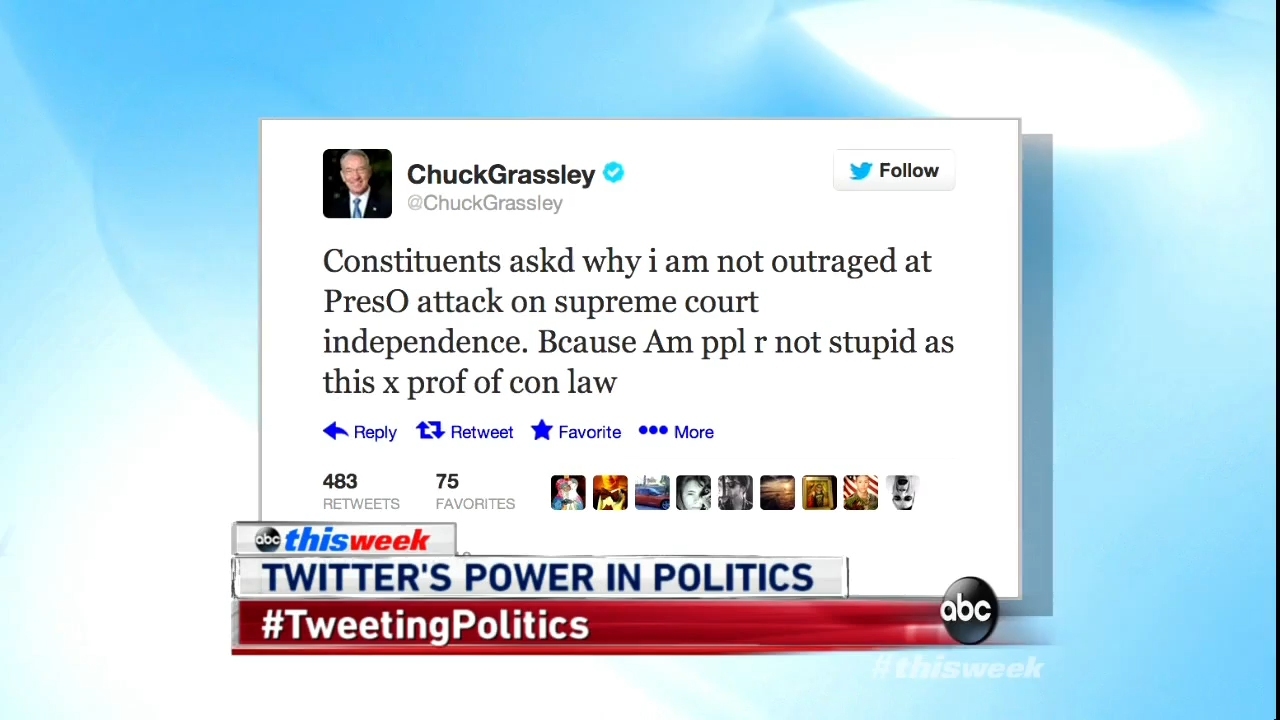 ChuckGrassley
@ChuckGrassley
Follow
Constituents askd why i am not outraged at
PresO attack on supreme court
independence. Bcause Am ppl r not stupid as
this x prof of con law
Reply Retweet Favorite More
483 75
RETWEETS FAVORITES
abc thisweek
TWITTER'S POWER IN POLITICS
#TweetingPolitics
abc
#thisweek